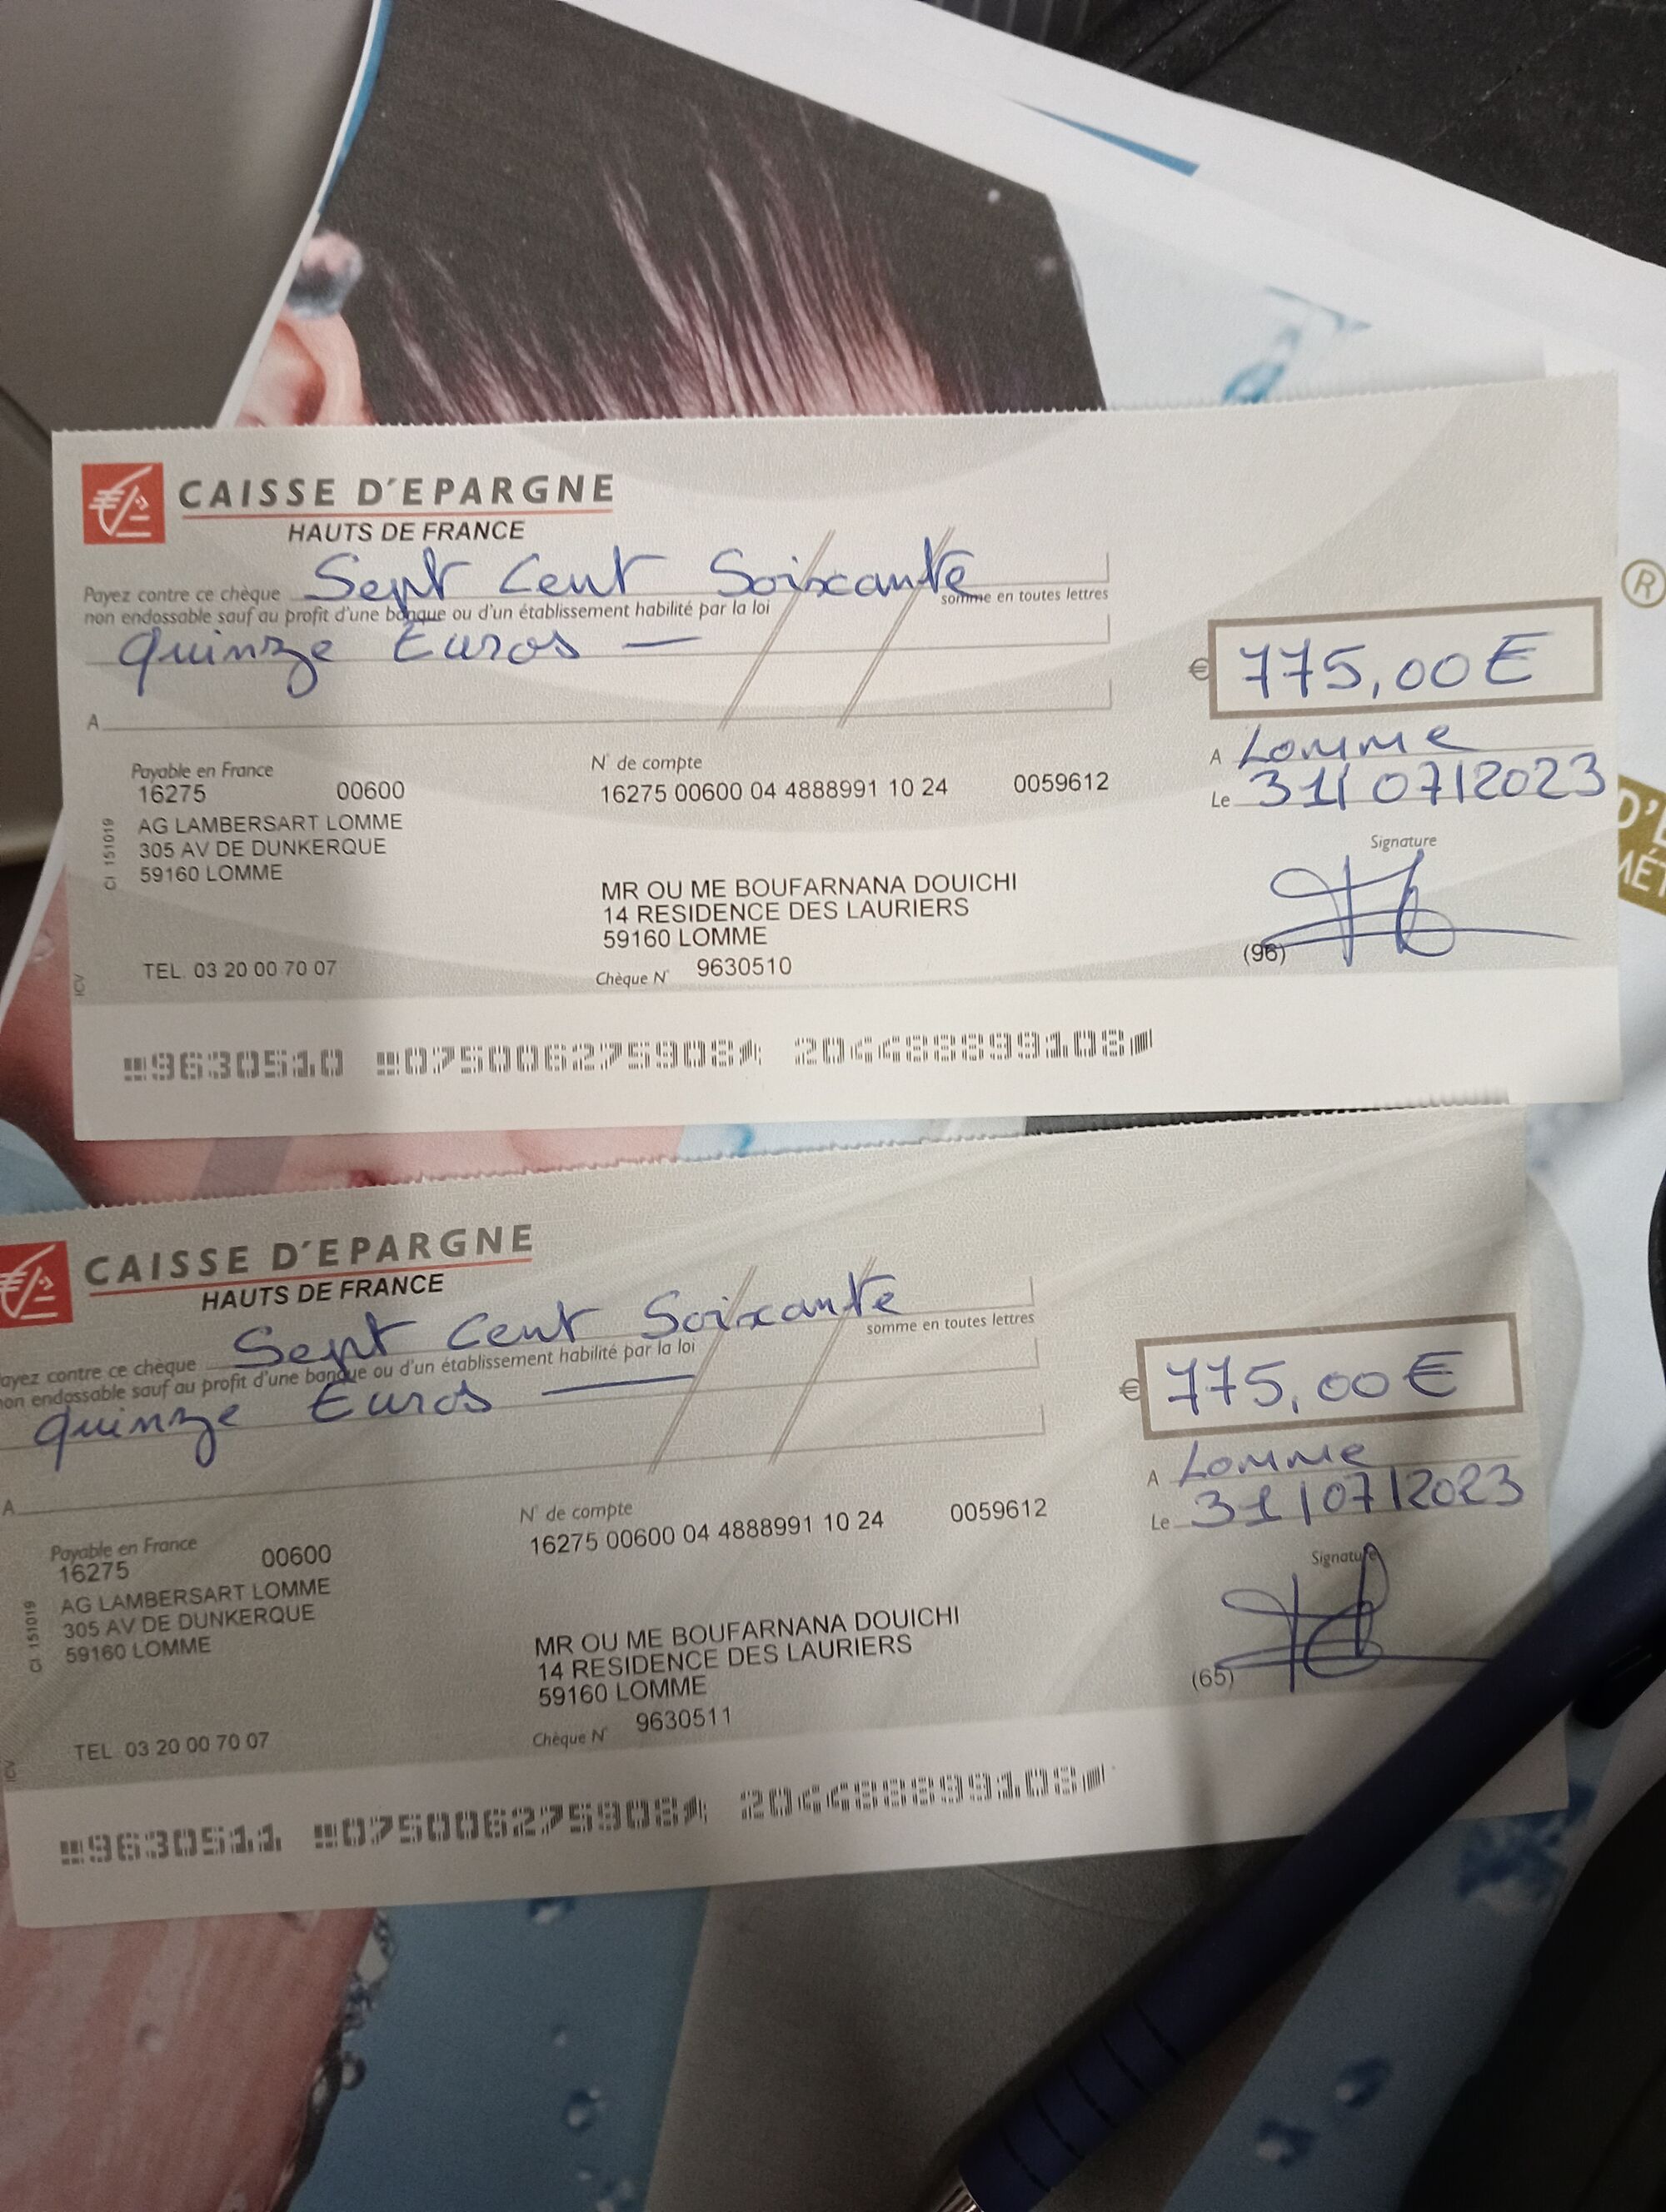 CAISSE D'EPARGNE
HAUTS DE FRANCE
Payez contre ce chèque Sept Cent Soixante
somme en toutes lettres
non endossable sauf au profit d'une banque ou d'un établissement habilité par la loi
quinze Euros —
€ 775,00 €
A
A Lomme
Le 31/07/2023
Payable en France
16275 00600
AG LAMBERSART LOMME
305 AV DE DUNKERQUE
59160 LOMME
CI 151019
TEL. 03 20 00 70 07
ICV
N° de compte
16275 00600 04 4888991 10 24 0059612
MR OU ME BOUFARNANA DOUICHI
14 RESIDENCE DES LAURIERS
59160 LOMME
Chèque N° 9630510
Signature
(96)
9630510 075006275908 204488899108
®
D'E
MÉT
CAISSE D'EPARGNE
HAUTS DE FRANCE
ayez contre ce chèque Sept Cent Soixante
somme en toutes lettres
non endossable sauf au profit d'une banque ou d'un établissement habilité par la loi
quinze Euros —
€ 775,00 €
A
A Lomme
Le 31/07/2023
Payable en France
16275 00600
AG LAMBERSART LOMME
305 AV DE DUNKERQUE
59160 LOMME
CI 151019
TEL. 03 20 00 70 07
ICV
N° de compte
16275 00600 04 4888991 10 24 0059612
MR OU ME BOUFARNANA DOUICHI
14 RESIDENCE DES LAURIERS
59160 LOMME
Chèque N° 9630511
Signature
(65)
9630511 075006275908 204488899108